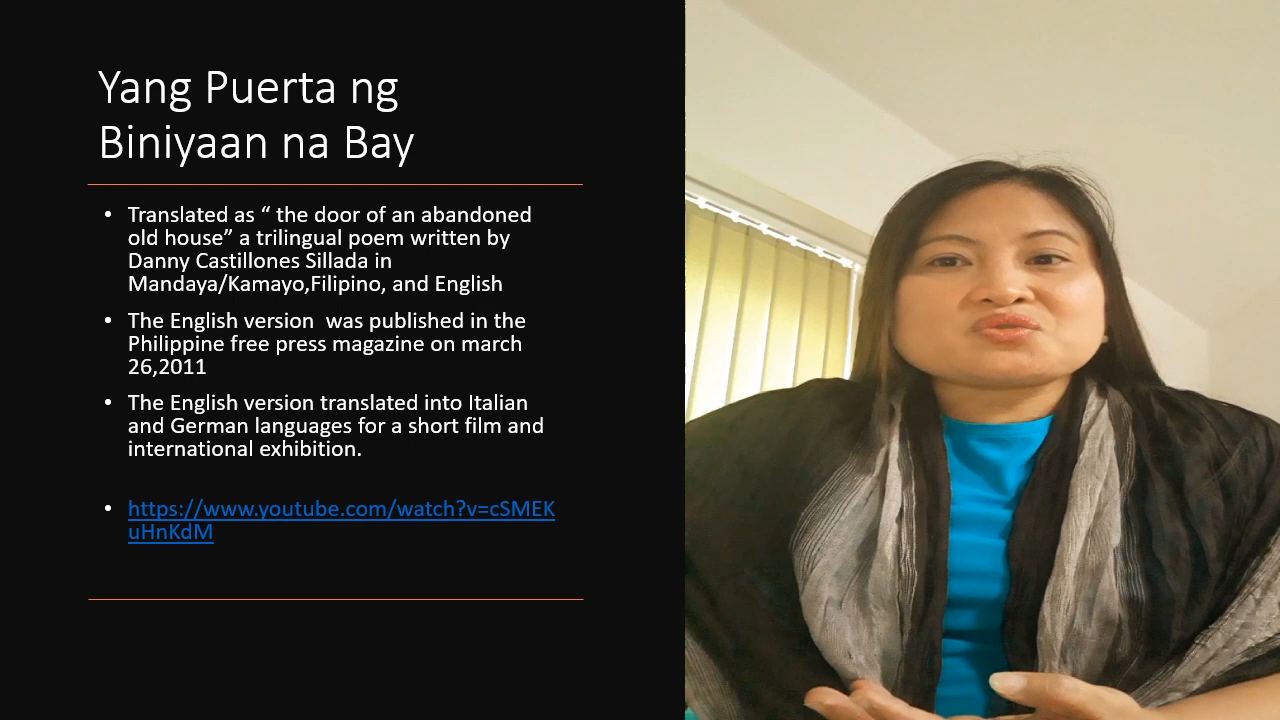 Yang Puerta ng
Biniyaan na Bay
• Translated as “ the door of an abandoned
old house” a trilingual poem written by
Danny Castillones Sillada in
Mandaya/Kamayo,Filipino, and English
• The English version  was published in the
Philippine free press magazine on march
26,2011
• The English version translated into Italian
and German languages for a short film and
international exhibition.
• https://www.youtube.com/watch?v=cSMEK
uHnKdM